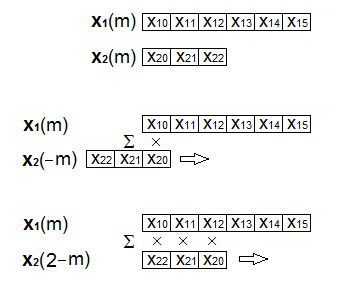 x₁(m) X10 X11 X12 X13 X14 X15
x₂(m) X20 X21 X22
x₁(m) X10 X11 X12 X13 X14 X15
Σ ×
x₂(−m) X22 X21 X20
x₁(m) X10 X11 X12 X13 X14 X15
Σ × × ×
x₂(2−m) X22 X21 X20